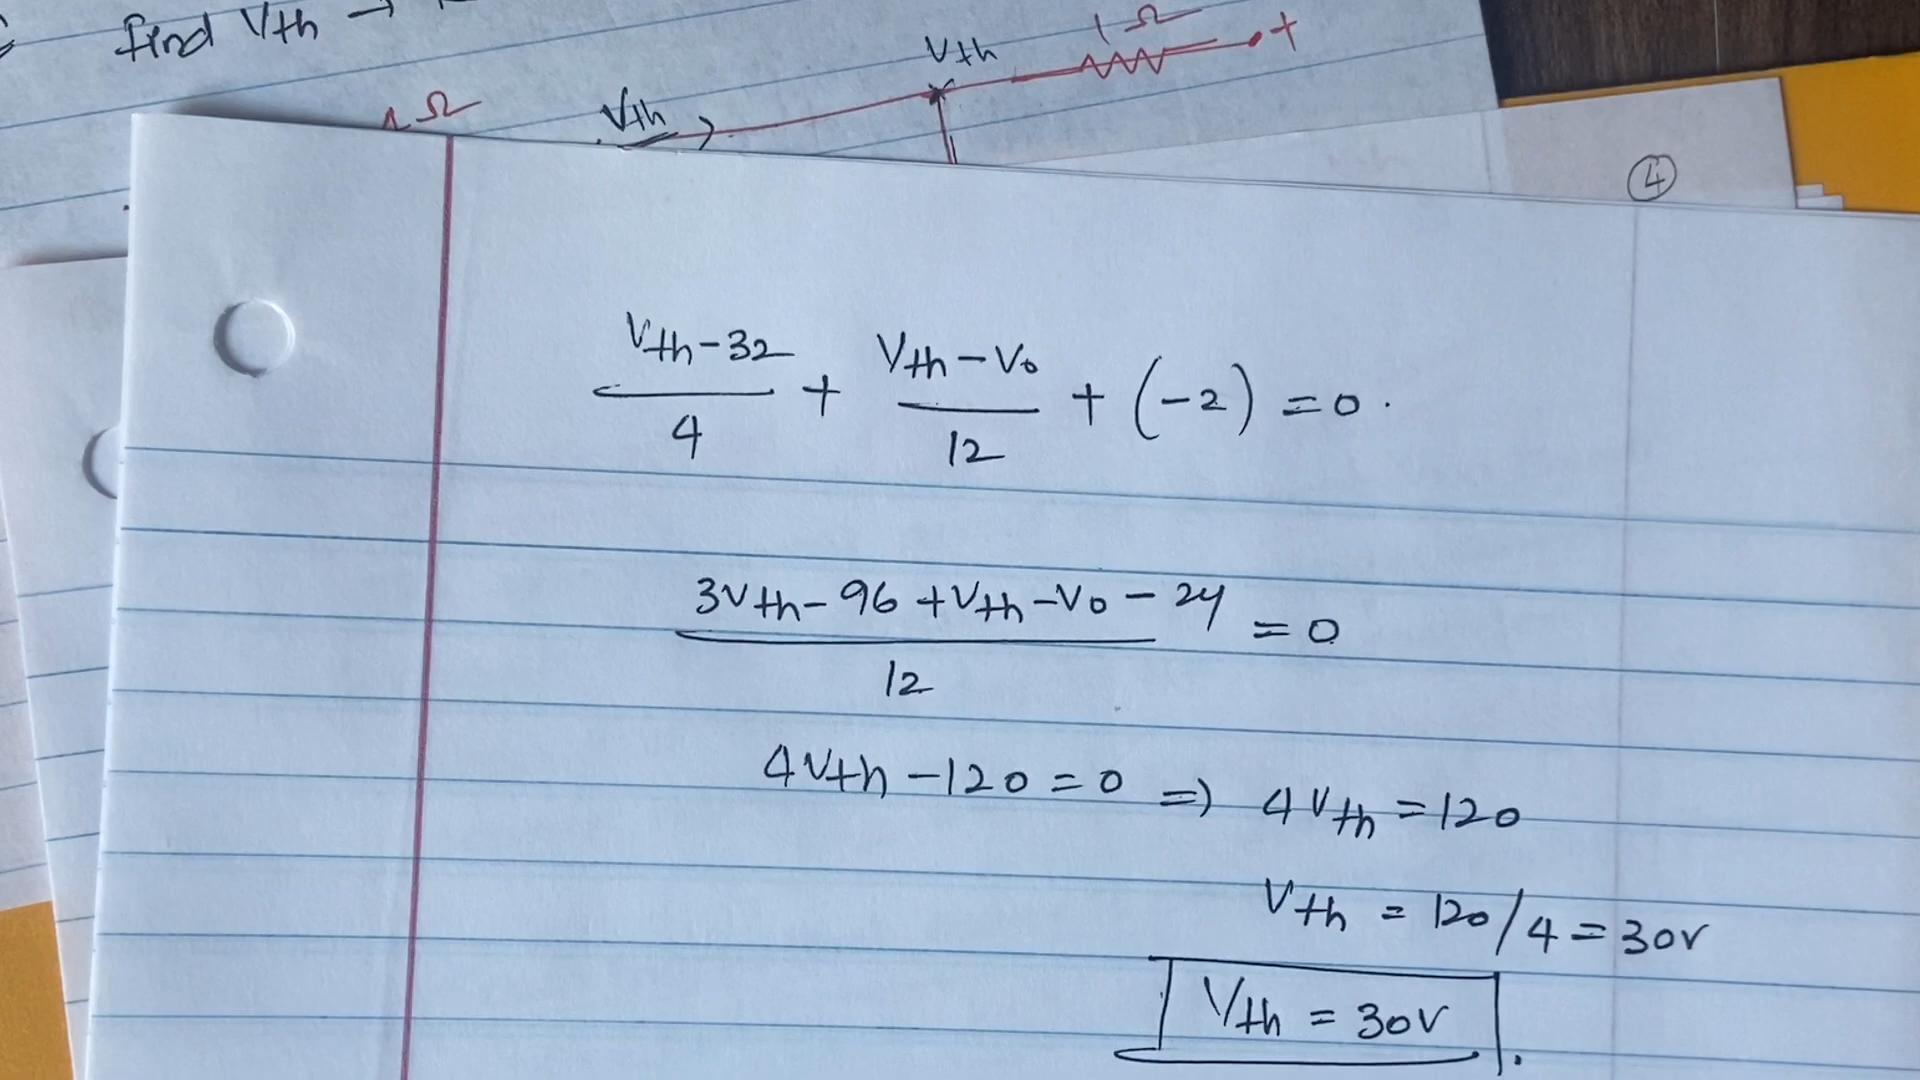 find Vth →
Vth
1Ω
+
Ω
Vth
4
Vth-32/4 + Vth-V0/12 + (-2) = 0.
3Vth-96+Vth-V0-24/12 = 0
4Vth-120=0 => 4Vth=120
Vth = 120/4=30V
Vth = 30V.